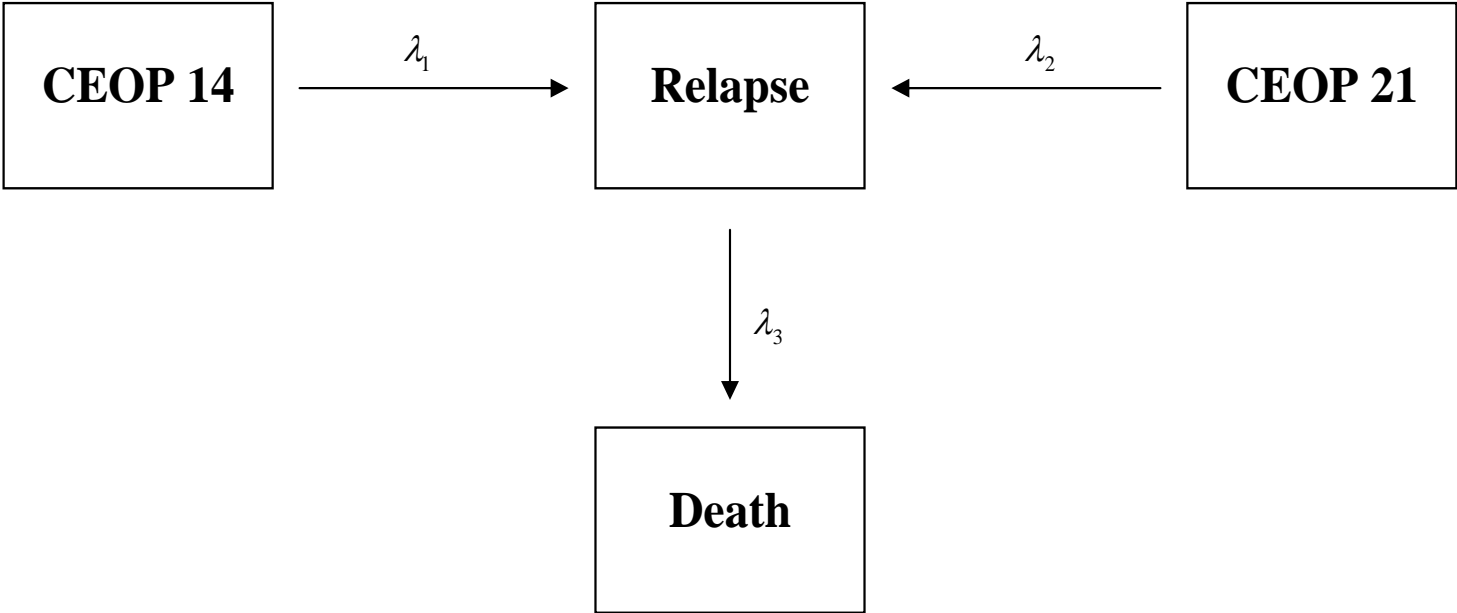 λ1
λ2
CEOP 14
Relapse
CEOP 21
λ3
Death